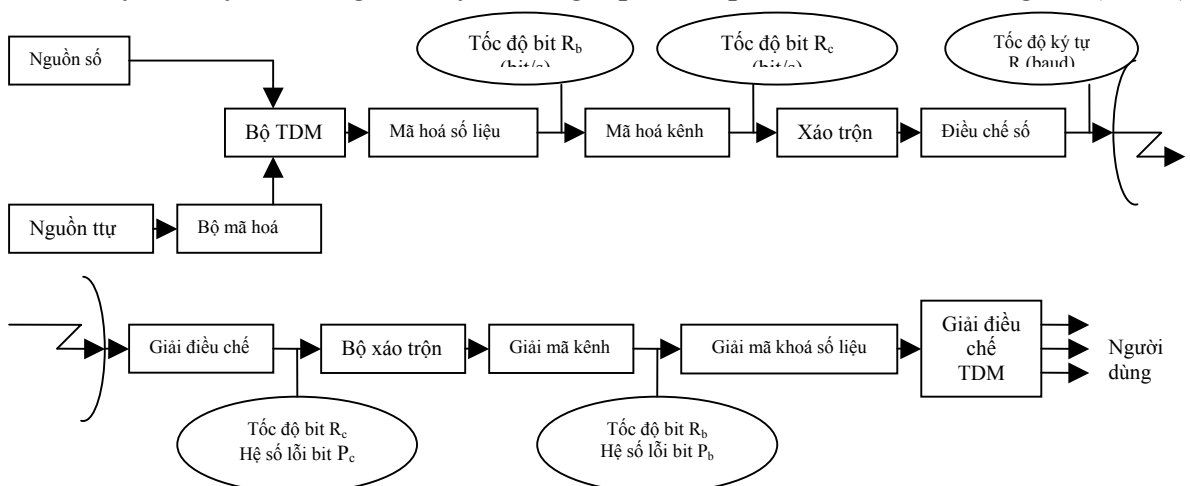 Nguồn số
Tốc độ bit R_b
(bit/s)
Tốc độ bit R_c
(bit/s)
Tốc độ ký tự
R (baud)
Bộ TDM
Mã hoá số liệu
Mã hoá kênh
Xáo trộn
Điều chế số
Nguồn ttự
Bộ mã hoá
Giải điều chế
Bộ xáo trộn
Giải mã kênh
Giải mã khoá số liệu
Giải điều
chế
TDM
Người
dùng
Tốc độ bit R_c
Hệ số lỗi bit P_c
Tốc độ bit R_b
Hệ số lỗi bit P_b